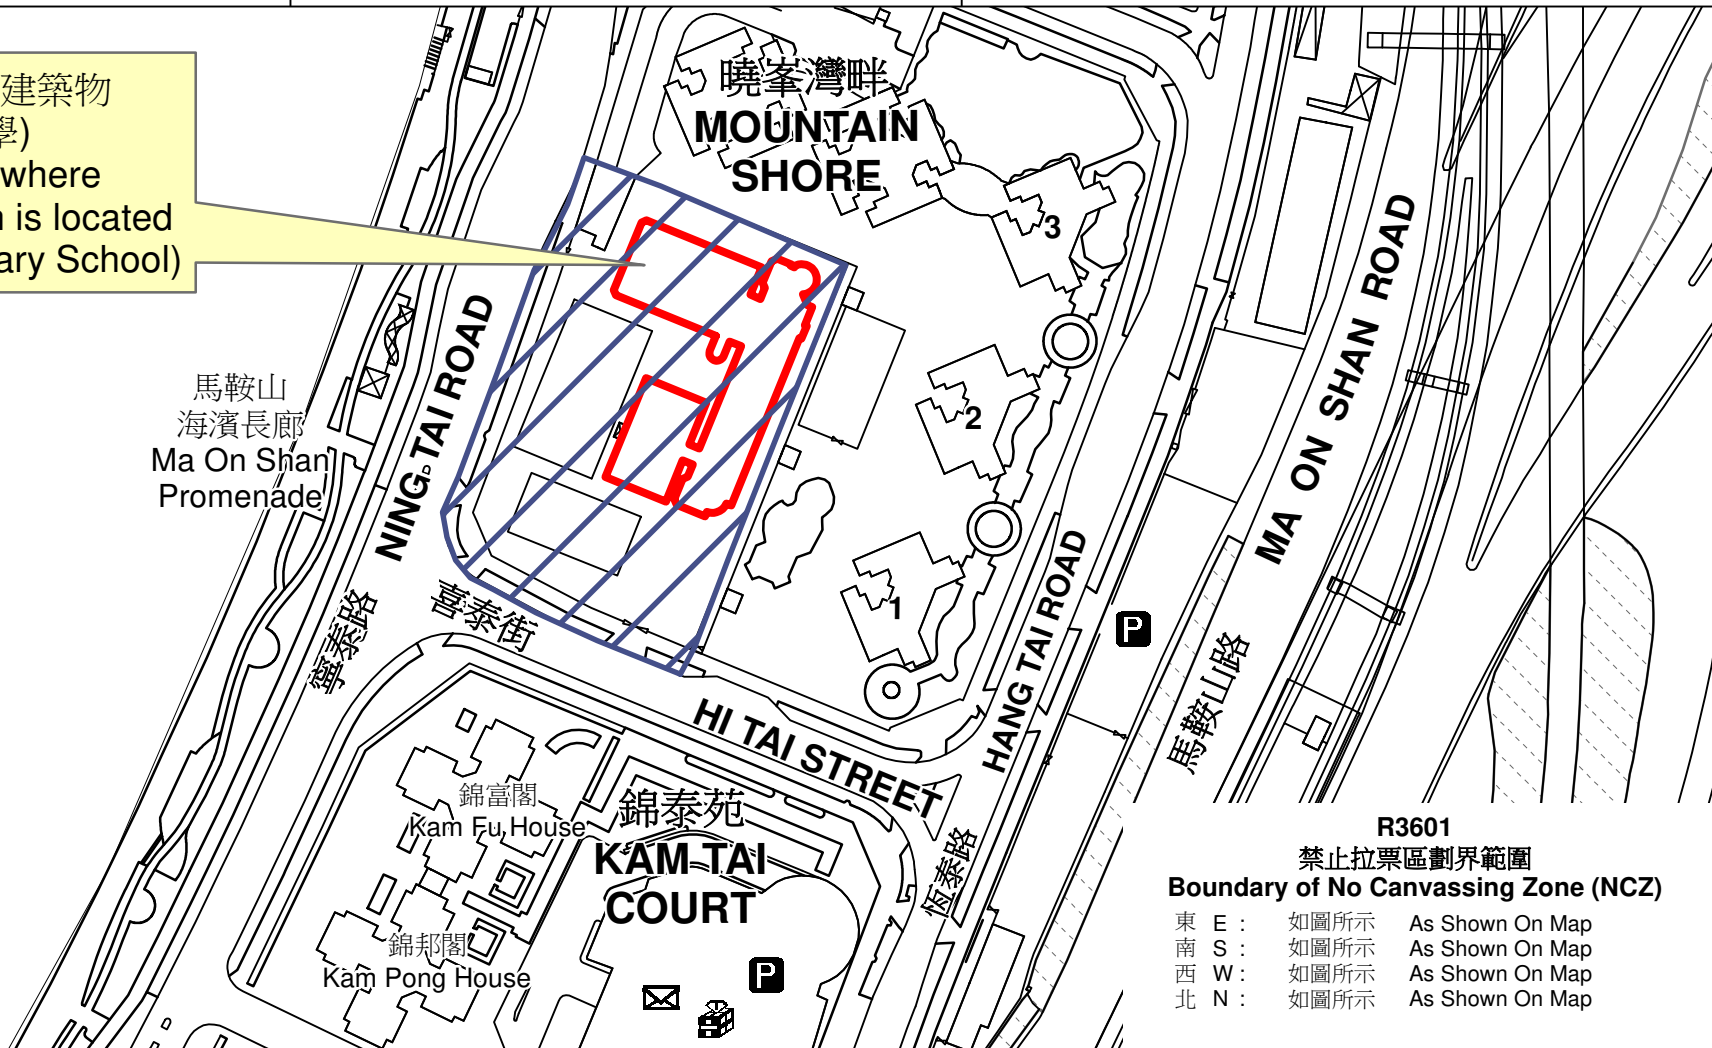 建築物
學)
where
is located
ary School)
曉峯灣畔
MOUNTAIN
SHORE
3
2
1
馬鞍山
海濱長廊
Ma On Shan
Promenade
NING TAI ROAD
寧泰路
喜泰街
HI TAI STREET
HANG TAI ROAD
恆泰路
MA ON SHAN ROAD
馬鞍山路
P
錦富閣
Kam Fu House
錦泰苑
KAM TAI
COURT
錦邦閣
Kam Pong House
P
R3601
禁止拉票區劃界範圍
Boundary of No Canvassing Zone (NCZ)
東 E : 如圖所示 As Shown On Map
南 S : 如圖所示 As Shown On Map
西 W : 如圖所示 As Shown On Map
北 N : 如圖所示 As Shown On Map